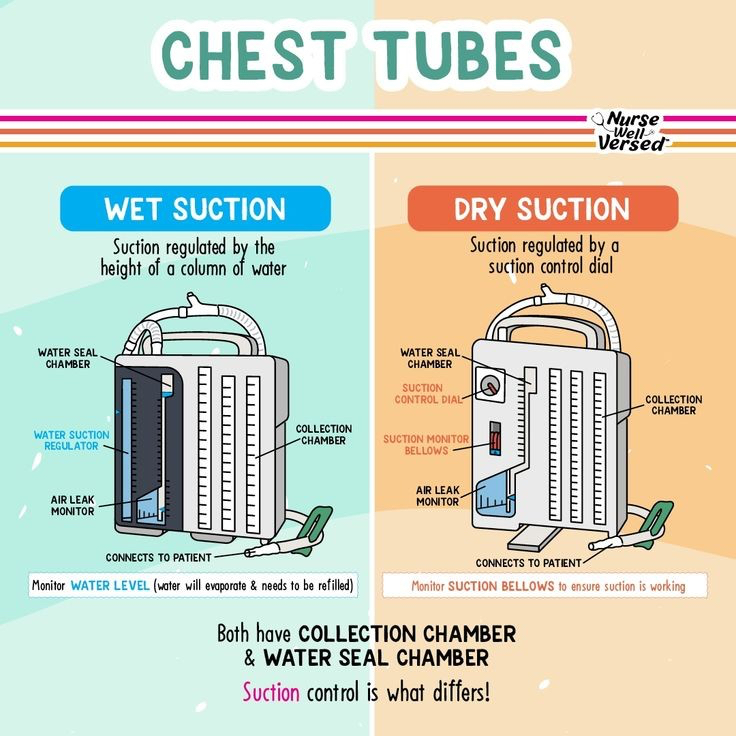 CHEST TUBES
Nurse
Well
Versed™
WET SUCTION
Suction regulated by the
height of a column of water
WATER SEAL
CHAMBER
WATER SUCTION
REGULATOR
COLLECTION
CHAMBER
AIR LEAK
MONITOR
CONNECTS TO PATIENT
Monitor WATER LEVEL (water will evaporate & needs to be refilled)
DRY SUCTION
Suction regulated by a
suction control dial
WATER SEAL
CHAMBER
SUCTION
CONTROL DIAL
COLLECTION
CHAMBER
SUCTION MONITOR
BELLOWS
AIR LEAK
MONITOR
CONNECTS TO PATIENT
Monitor SUCTION BELLOWS to ensure suction is working
Both have COLLECTION CHAMBER
& WATER SEAL CHAMBER
Suction control is what differs!